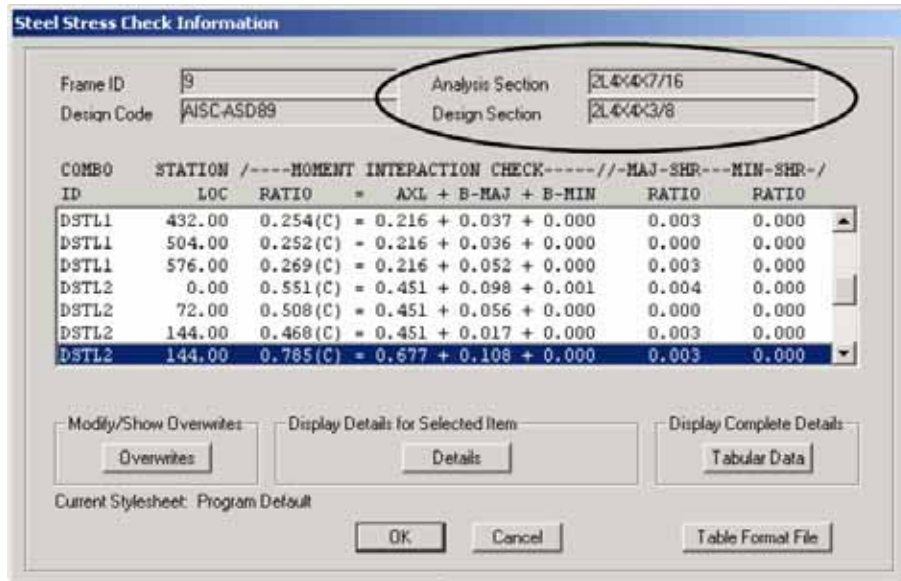 Steel Stress Check Information
Frame ID 9 Analysis Section 2L4X4X7/16
Design Code AISC-ASD89 Design Section 2L4X4X3/8
COMBO STATION /----MOMENT INTERACTION CHECK-----//-MAJ-SHR---MIN-SHR-/
ID LOC RATIO = AXL + B-MAJ + B-MIN RATIO RATIO
DSTL1 432.00 0.254(C) = 0.216 + 0.037 + 0.000 0.003 0.000
DSTL1 504.00 0.252(C) = 0.216 + 0.036 + 0.000 0.000 0.000
DSTL1 576.00 0.269(C) = 0.216 + 0.052 + 0.000 0.003 0.000
DSTL2 0.00 0.551(C) = 0.451 + 0.098 + 0.001 0.004 0.000
DSTL2 72.00 0.508(C) = 0.451 + 0.056 + 0.000 0.000 0.000
DSTL2 144.00 0.468(C) = 0.451 + 0.017 + 0.000 0.003 0.000
DSTL2 144.00 0.785(C) = 0.677 + 0.108 + 0.000 0.003 0.000
Modify/Show Overwrites Display Details for Selected Item Display Complete Details
Overwrites Details Tabular Data
Current Stylesheet: Program Default
OK Cancel Table Format File